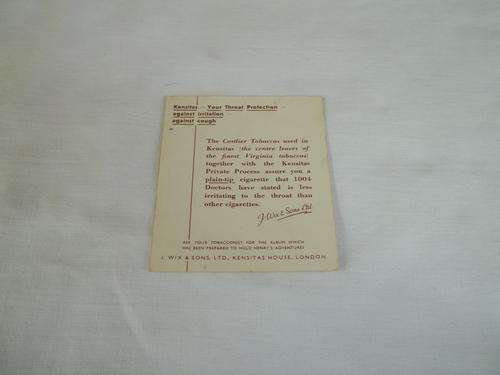 Kensitas - Your Throat Protection -
against irritation -
against cough
The Costlier Tobaccos used in
Kensitas (the centre leaves of
the finest Virginia tobaccos)
together with the Kensitas
Private Process assure you a
plain-tip cigarette that 1004
Doctors have stated is less
irritating to the throat than
other cigarettes.
J. Wix & Sons Ltd.
ASK YOUR TOBACCONIST FOR THE ALBUM WHICH
HAS BEEN PREPARED TO HOLD HENRY'S ADVENTURES
J. WIX & SONS, LTD, KENSITAS HOUSE, LONDON